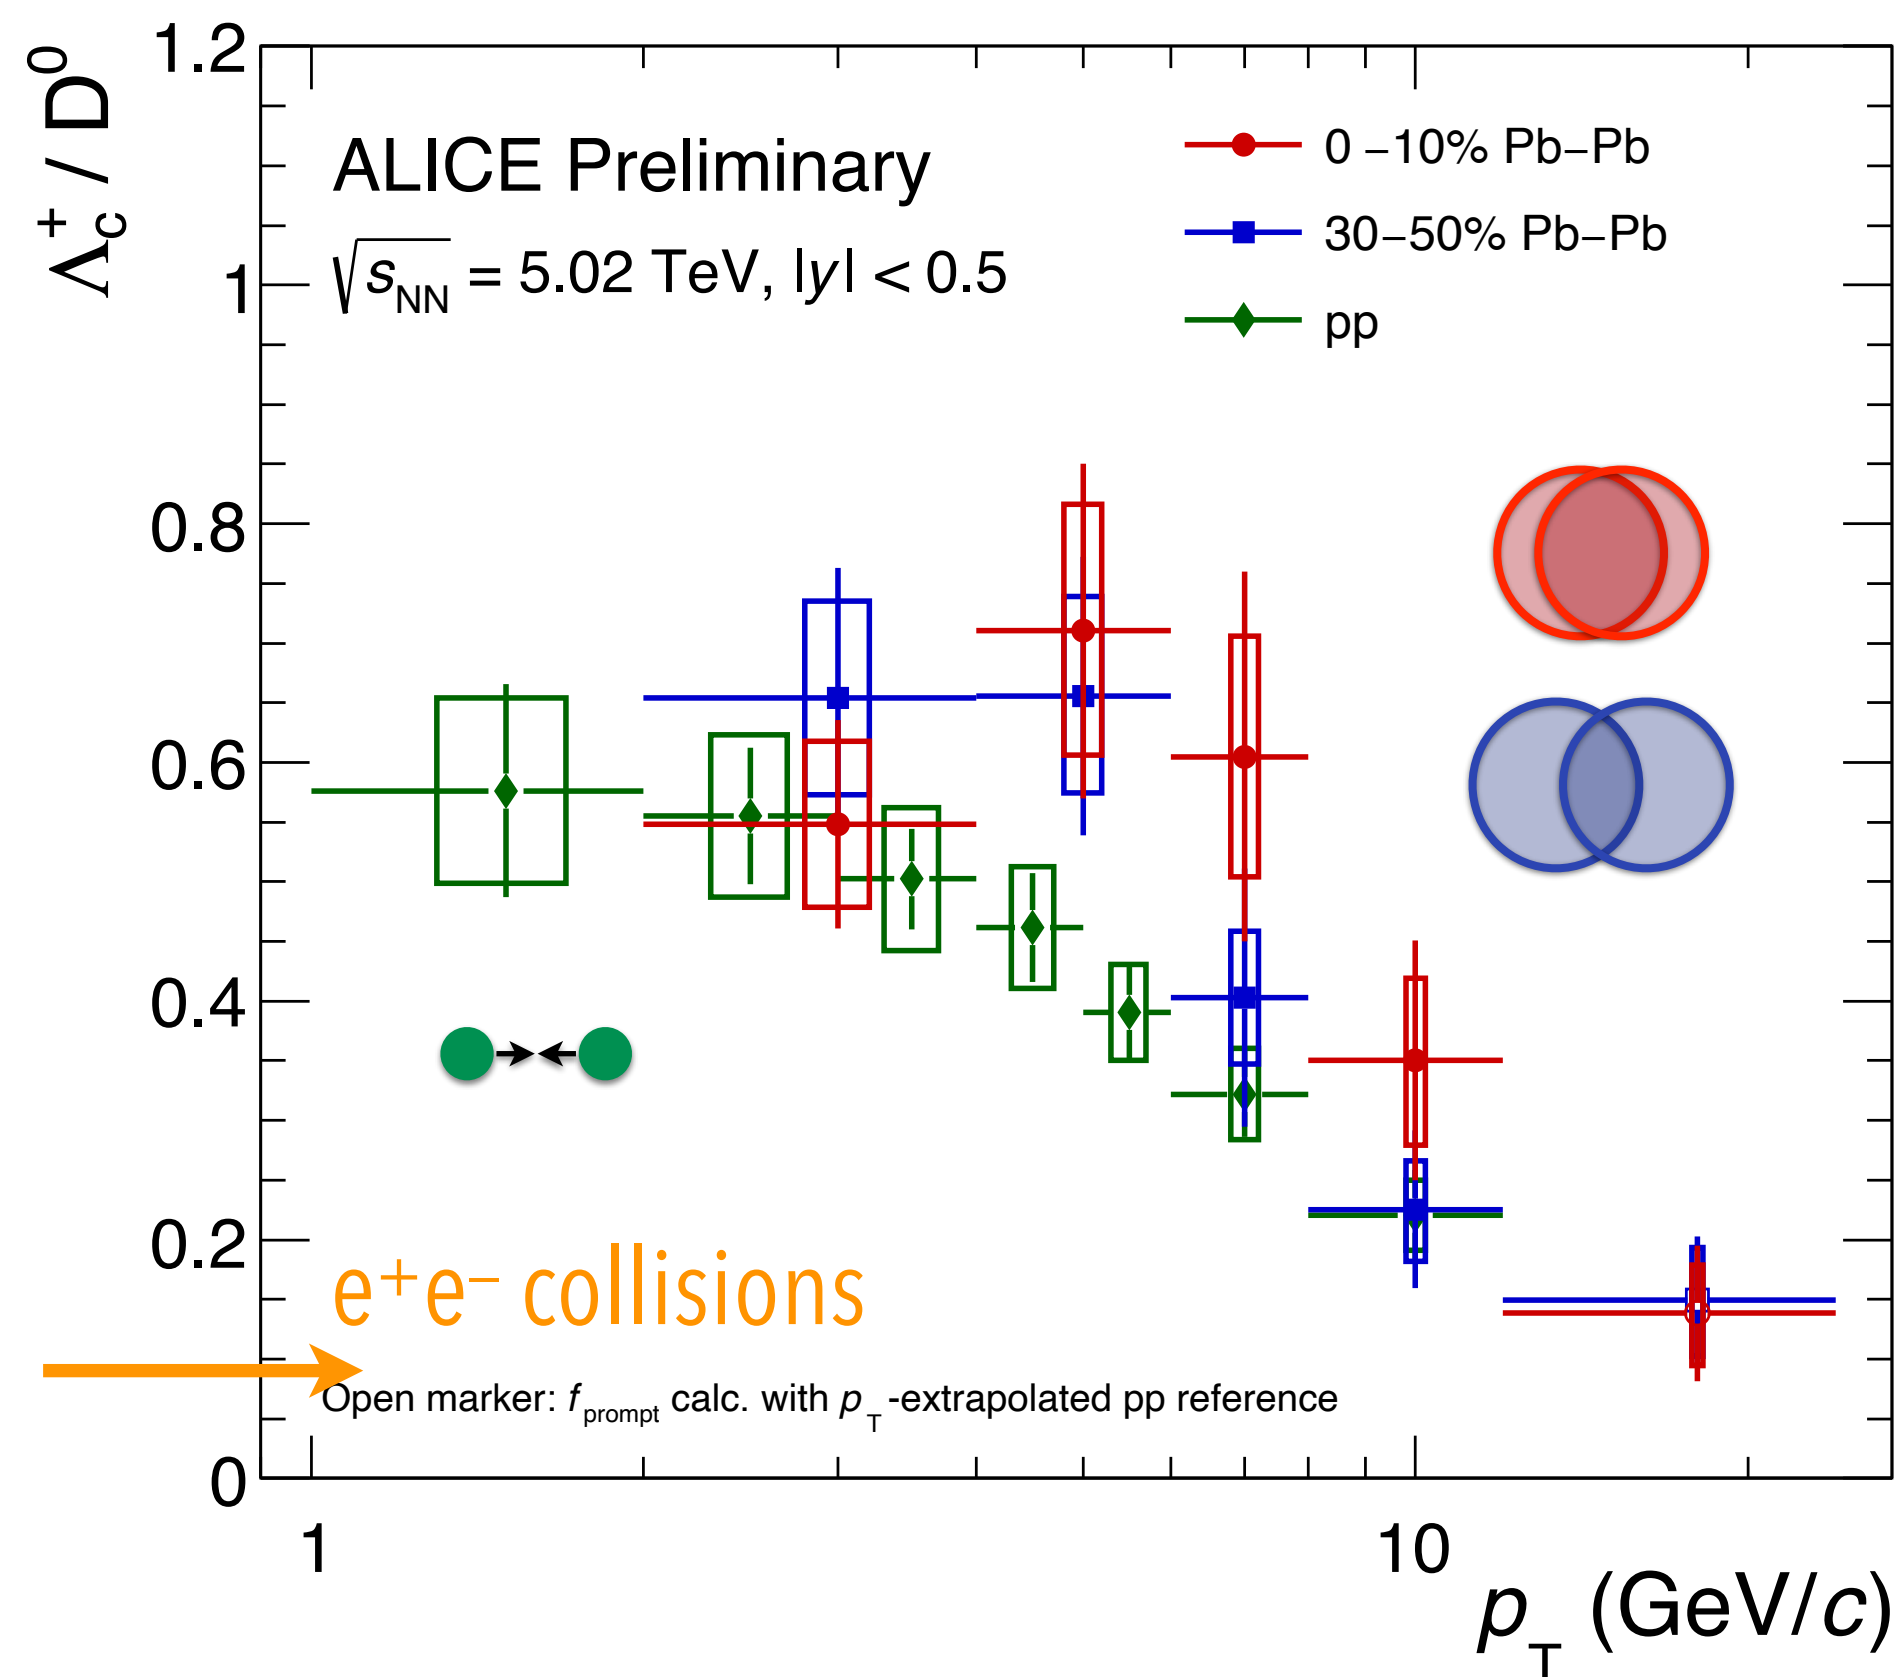 Λc+ / D0
1.2
1
0.8
0.6
0.4
0.2
0
ALICE Preliminary
√sNN = 5.02 TeV, |y| < 0.5
0 –10% Pb–Pb
30–50% Pb–Pb
pp
e+e– collisions
Open marker: fprompt calc. with pT-extrapolated pp reference
1
10
pT (GeV/c)